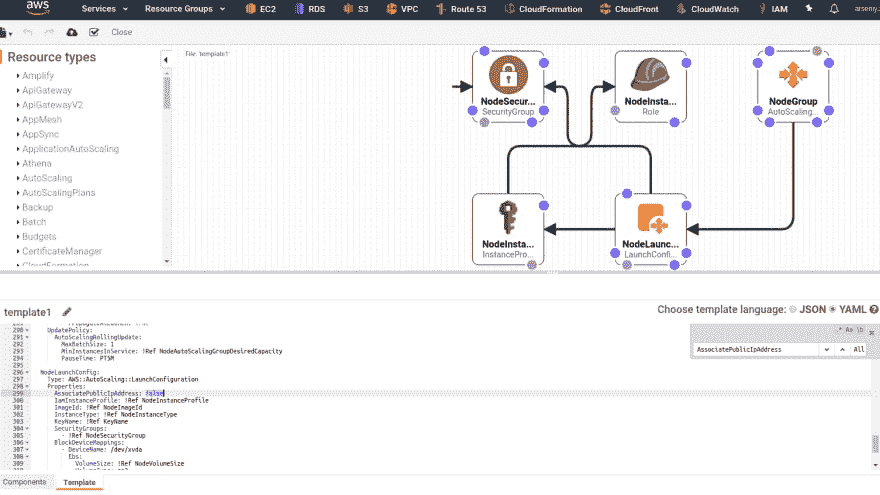 aws
Services
Resource Groups
EC2
RDS
S3
VPC
Route 53
CloudFormation
CloudFront
CloudWatch
IAM
Close
Resource types
Amplify
ApiGateway
ApiGatewayV2
AppMesh
AppSync
ApplicationAutoScaling
Athena
AutoScaling
AutoScalingPlans
Backup
Batch
Budgets
CertificateManager
CloudFormation
File: 'template1'
NodeSecur...
SecurityGroup
NodeInsta...
Role
NodeGroup
AutoScaling...
NodeInsta...
InstancePro...
NodeLaunc...
LaunchConfi...
template1
Choose template language: JSON YAML
290 UpdatePolicy:
291 AutoScalingRollingUpdate:
292 MaxBatchSize: 1
293 MinInstancesInService: !Ref NodeAutoScalingGroupDesiredCapacity
294 PauseTime: PT5M
295
296 NodeLaunchConfig:
297 Type: AWS::AutoScaling::LaunchConfiguration
298 Properties:
299 AssociatePublicIpAddress: false
300 IamInstanceProfile: !Ref NodeInstanceProfile
301 ImageId: !Ref NodeImageId
302 InstanceType: !Ref NodeInstanceType
303 KeyName: !Ref KeyName
304 SecurityGroups:
305 - !Ref NodeSecurityGroup
306 BlockDeviceMappings:
307 - DeviceName: /dev/xvda
308 Ebs:
309 VolumeSize: !Ref NodeVolumeSize
.* Aa \b
AssociatePublicIpAddress
All
Components
Template